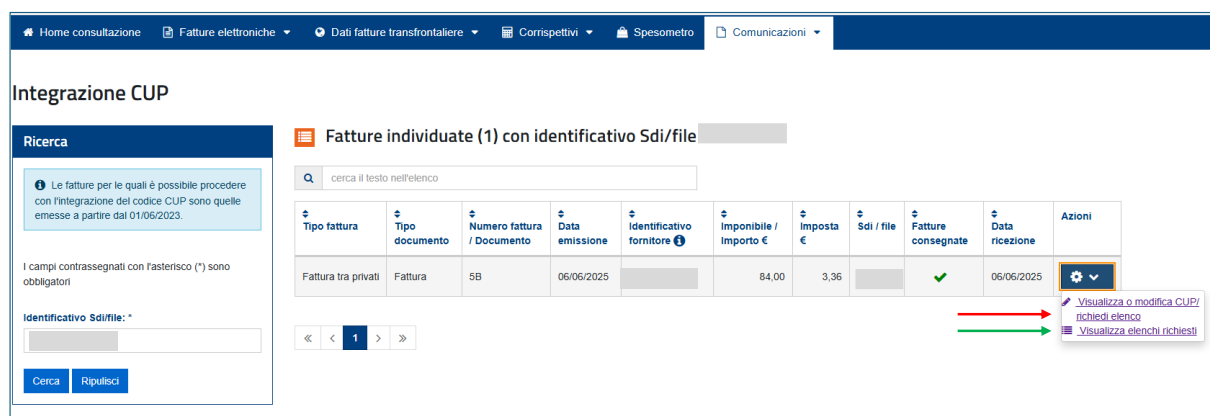 Home consultazione Fatture elettroniche Dati fatture transfrontaliere Corrispettivi Spesometro Comunicazioni
Integrazione CUP
Ricerca
Le fatture per le quali è possibile procedere
con l'integrazione del codice CUP sono quelle
emesse a partire dal 01/06/2023.
I campi contrassegnati con l'asterisco (*) sono
obbligatori
Identificativo Sdi/file: *
Cerca Ripulisci
Fatture individuate (1) con identificativo Sdi/file
cerca il testo nell'elenco
Tipo fattura Tipo documento Numero fattura / Documento Data emissione Identificativo fornitore Imponibile / Importo € Imposta € Sdi / file Fatture consegnate Data ricezione Azioni
Fattura tra privati Fattura 5B 06/06/2025 84,00 3,36 06/06/2025
Visualizza o modifica CUP/
richiedi elenco
Visualizza elenchi richiesti
« < 1 > »